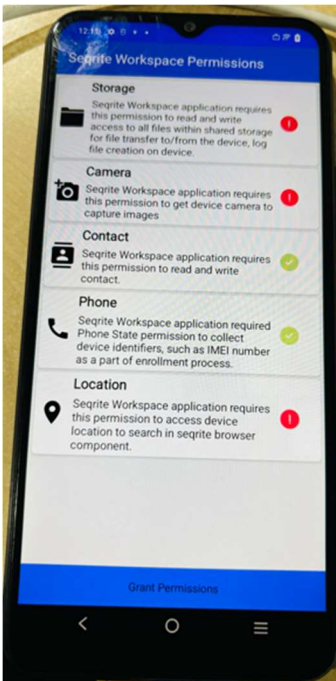 Seqrite Workspace Permissions
Storage
Seqrite Workspace application requires
this permission to read and write
access to all files within shared storage
for file transfer to/from the device, log
file creation on device.
Camera
Seqrite Workspace application requires
this permission to get device camera to
capture images
Contact
Seqrite Workspace application requires
this permission to read and write
contact.
Phone
Seqrite Workspace application required
Phone State permission to collect
device identifiers, such as IMEI number
as a part of enrollment process.
Location
Seqrite Workspace application requires
this permission to access device
location to search in seqrite browser
component.
Grant Permissions